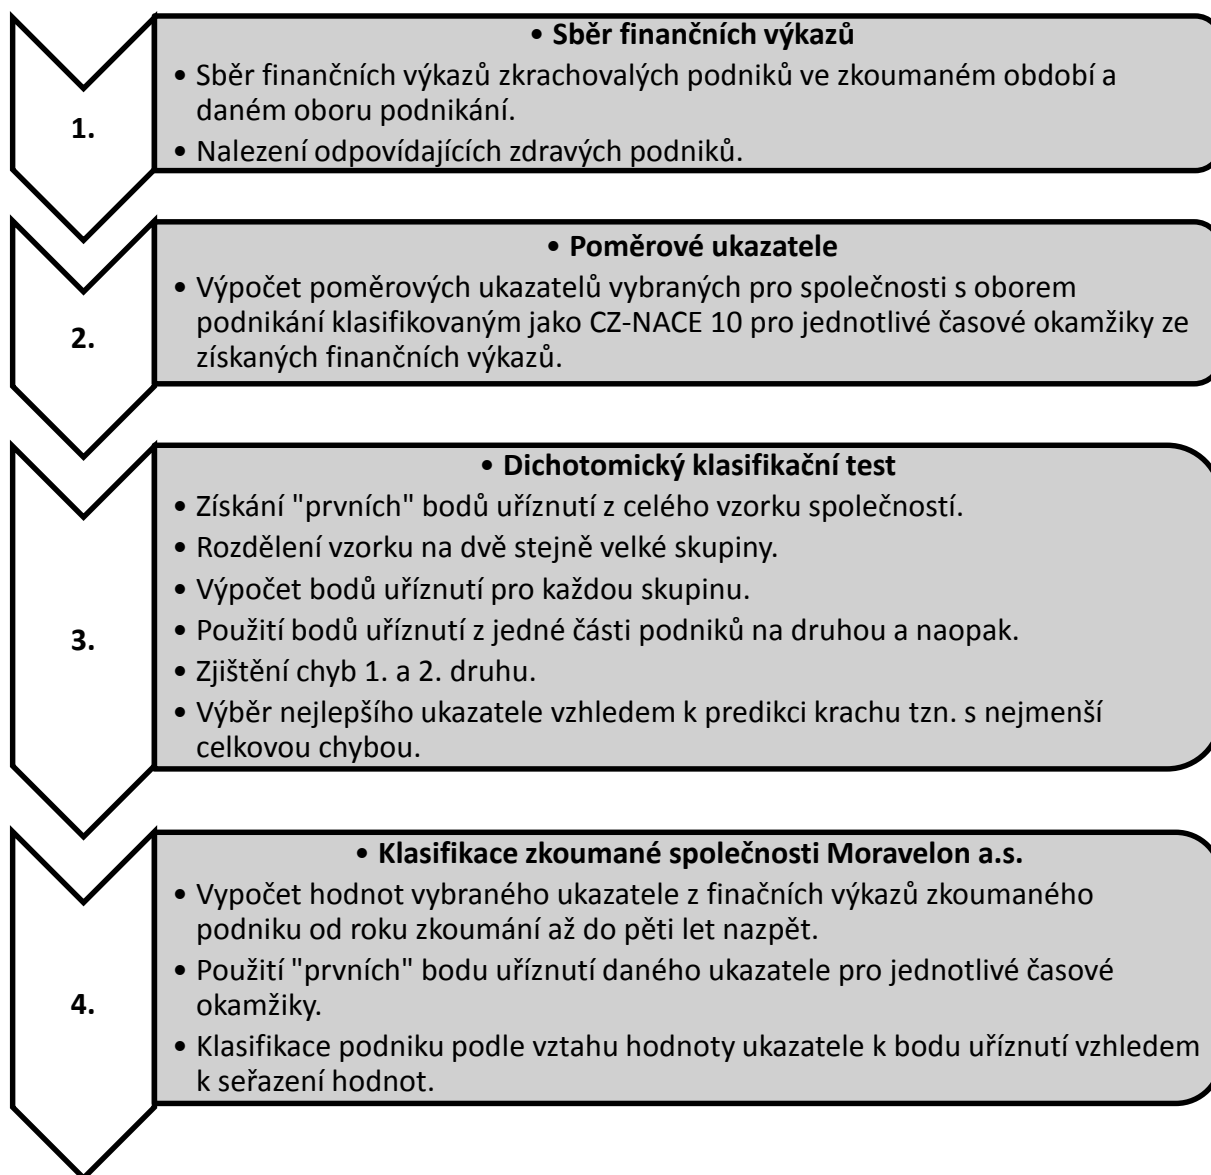 • Sběr finančních výkazů
1.
• Sběr finančních výkazů zkrachovalých podniků ve zkoumaném období a
daném oboru podnikání.
• Nalezení odpovídajících zdravých podniků.
• Poměrové ukazatele
2.
• Výpočet poměrových ukazatelů vybraných pro společnosti s oborem
podnikání klasifikovaným jako CZ-NACE 10 pro jednotlivé časové okamžiky ze
získaných finančních výkazů.
• Dichotomický klasifikační test
3.
• Získání "prvních" bodů uříznutí z celého vzorku společností.
• Rozdělení vzorku na dvě stejně velké skupiny.
• Výpočet bodů uříznutí pro každou skupinu.
• Použití bodů uříznutí z jedné části podniků na druhou a naopak.
• Zjištění chyb 1. a 2. druhu.
• Výběr nejlepšího ukazatele vzhledem k predikci krachu tzn. s nejmenší
celkovou chybou.
• Klasifikace zkoumané společnosti Moravelon a.s.
4.
• Vypočet hodnot vybraného ukazatele z finačních výkazů zkoumaného
podniku od roku zkoumání až do pěti let nazpět.
• Použití "prvních" bodu uříznutí daného ukazatele pro jednotlivé časové
okamžiky.
• Klasifikace podniku podle vztahu hodnoty ukazatele k bodu uříznutí vzhledem
k seřazení hodnot.